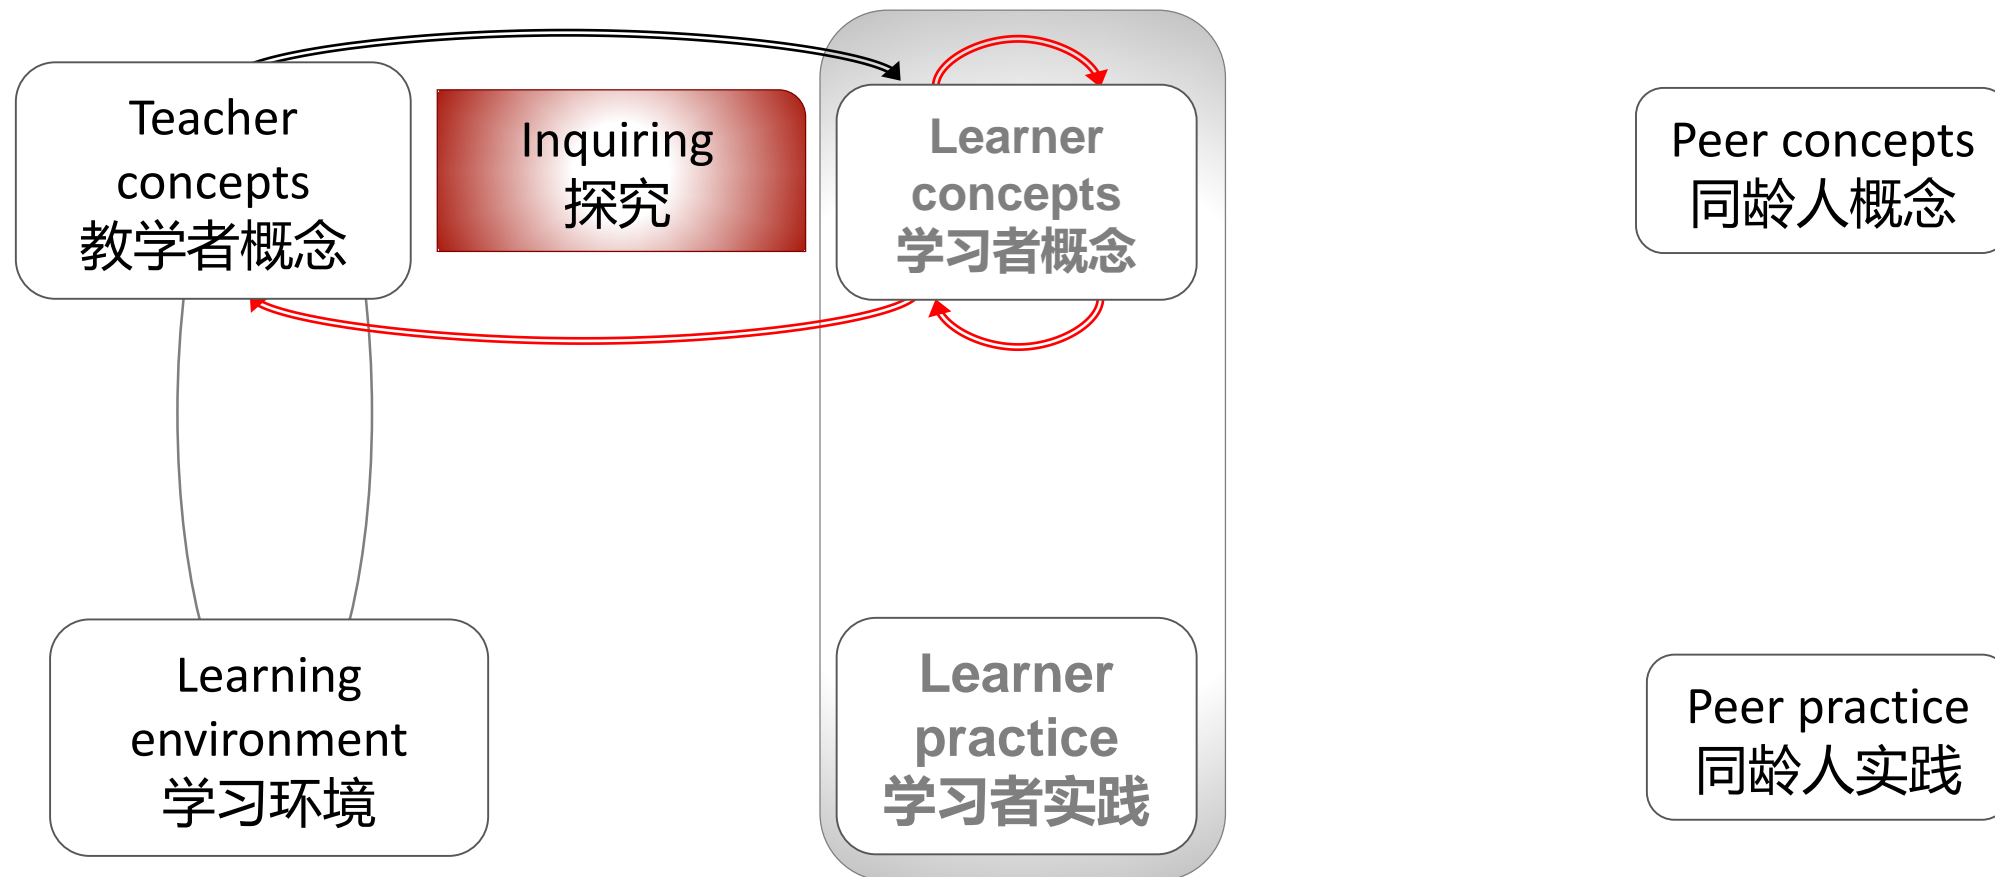 Teacher
concepts
教学者概念
Inquiring
探究
Learner
concepts
学习者概念
Peer concepts
同龄人概念
Learning
environment
学习环境
Learner
practice
学习者实践
Peer practice
同龄人实践